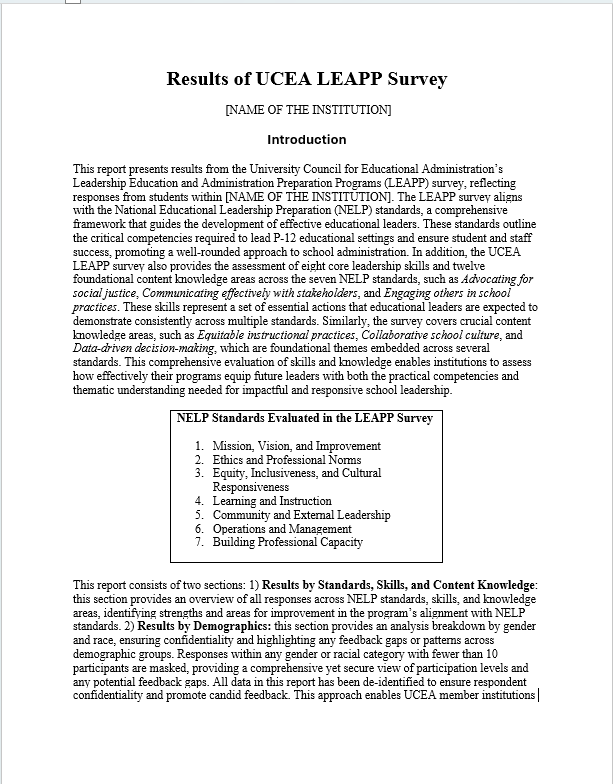 Results of UCEA LEAPP Survey
[NAME OF THE INSTITUTION]
Introduction
This report presents results from the University Council for Educational Administration's
Leadership Education and Administration Preparation Programs (LEAPP) survey, reflecting
responses from students within [NAME OF THE INSTITUTION]. The LEAPP survey aligns
with the National Educational Leadership Preparation (NELP) standards, a comprehensive
framework that guides the development of effective educational leaders. These standards outline
the critical competencies required to lead P-12 educational settings and ensure student and staff
success, promoting a well-rounded approach to school administration. In addition, the UCEA
LEAPP survey also provides the assessment of eight core leadership skills and twelve
foundational content knowledge areas across the seven NELP standards, such as Advocating for
social justice, Communicating effectively with stakeholders, and Engaging others in school
practices. These skills represent a set of essential actions that educational leaders are expected to
demonstrate consistently across multiple standards. Similarly, the survey covers crucial content
knowledge areas, such as Equitable instructional practices, Collaborative school culture, and
Data-driven decision-making, which are foundational themes embedded across several
standards. This comprehensive evaluation of skills and knowledge enables institutions to assess
how effectively their programs equip future leaders with both the practical competencies and
thematic understanding needed for impactful and responsive school leadership.
NELP Standards Evaluated in the LEAPP Survey
1. Mission, Vision, and Improvement
2. Ethics and Professional Norms
3. Equity, Inclusiveness, and Cultural
Responsiveness
4. Learning and Instruction
5. Community and External Leadership
6. Operations and Management
7. Building Professional Capacity
This report consists of two sections: 1) Results by Standards, Skills, and Content Knowledge:
this section provides an overview of all responses across NELP standards, skills, and knowledge
areas, identifying strengths and areas for improvement in the program's alignment with NELP
standards. 2) Results by Demographics: this section provides an analysis breakdown by gender
and race, ensuring confidentiality and highlighting any feedback gaps or patterns across
demographic groups. Responses within any gender or racial category with fewer than 10
participants are masked, providing a comprehensive yet secure view of participation levels and
any potential feedback gaps. All data in this report has been de-identified to ensure respondent
confidentiality and promote candid feedback. This approach enables UCEA member institutions